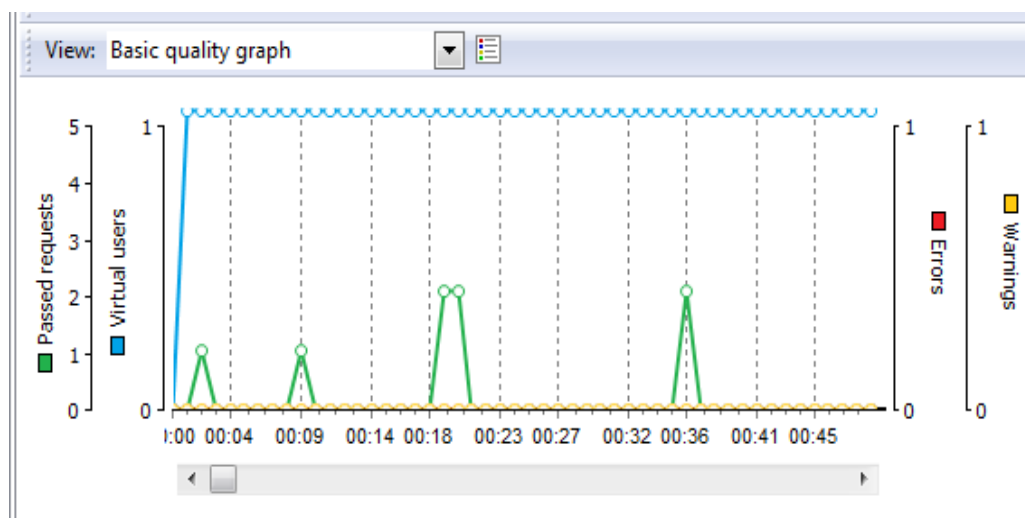 View: Basic quality graph
5
4
3
2
1
0
Passed requests
1
0
Virtual users
1
0
Errors
1
0
Warnings
:00 00:04 00:09 00:14 00:18 00:23 00:27 00:32 00:36 00:41 00:45